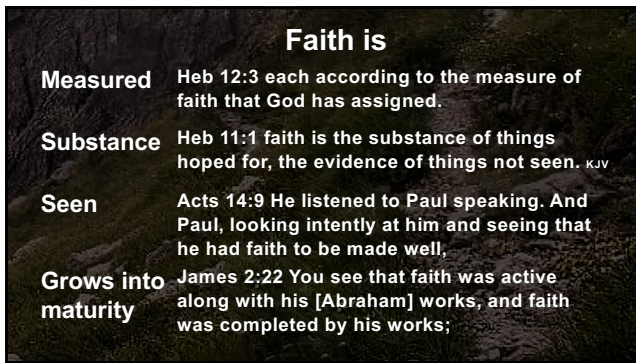 Faith is
Measured Heb 12:3 each according to the measure of
faith that God has assigned.
Substance Heb 11:1 faith is the substance of things
hoped for, the evidence of things not seen. KJV
Seen Acts 14:9 He listened to Paul speaking. And
Paul, looking intently at him and seeing that
he had faith to be made well,
Grows into James 2:22 You see that faith was active
maturity along with his [Abraham] works, and faith
was completed by his works;